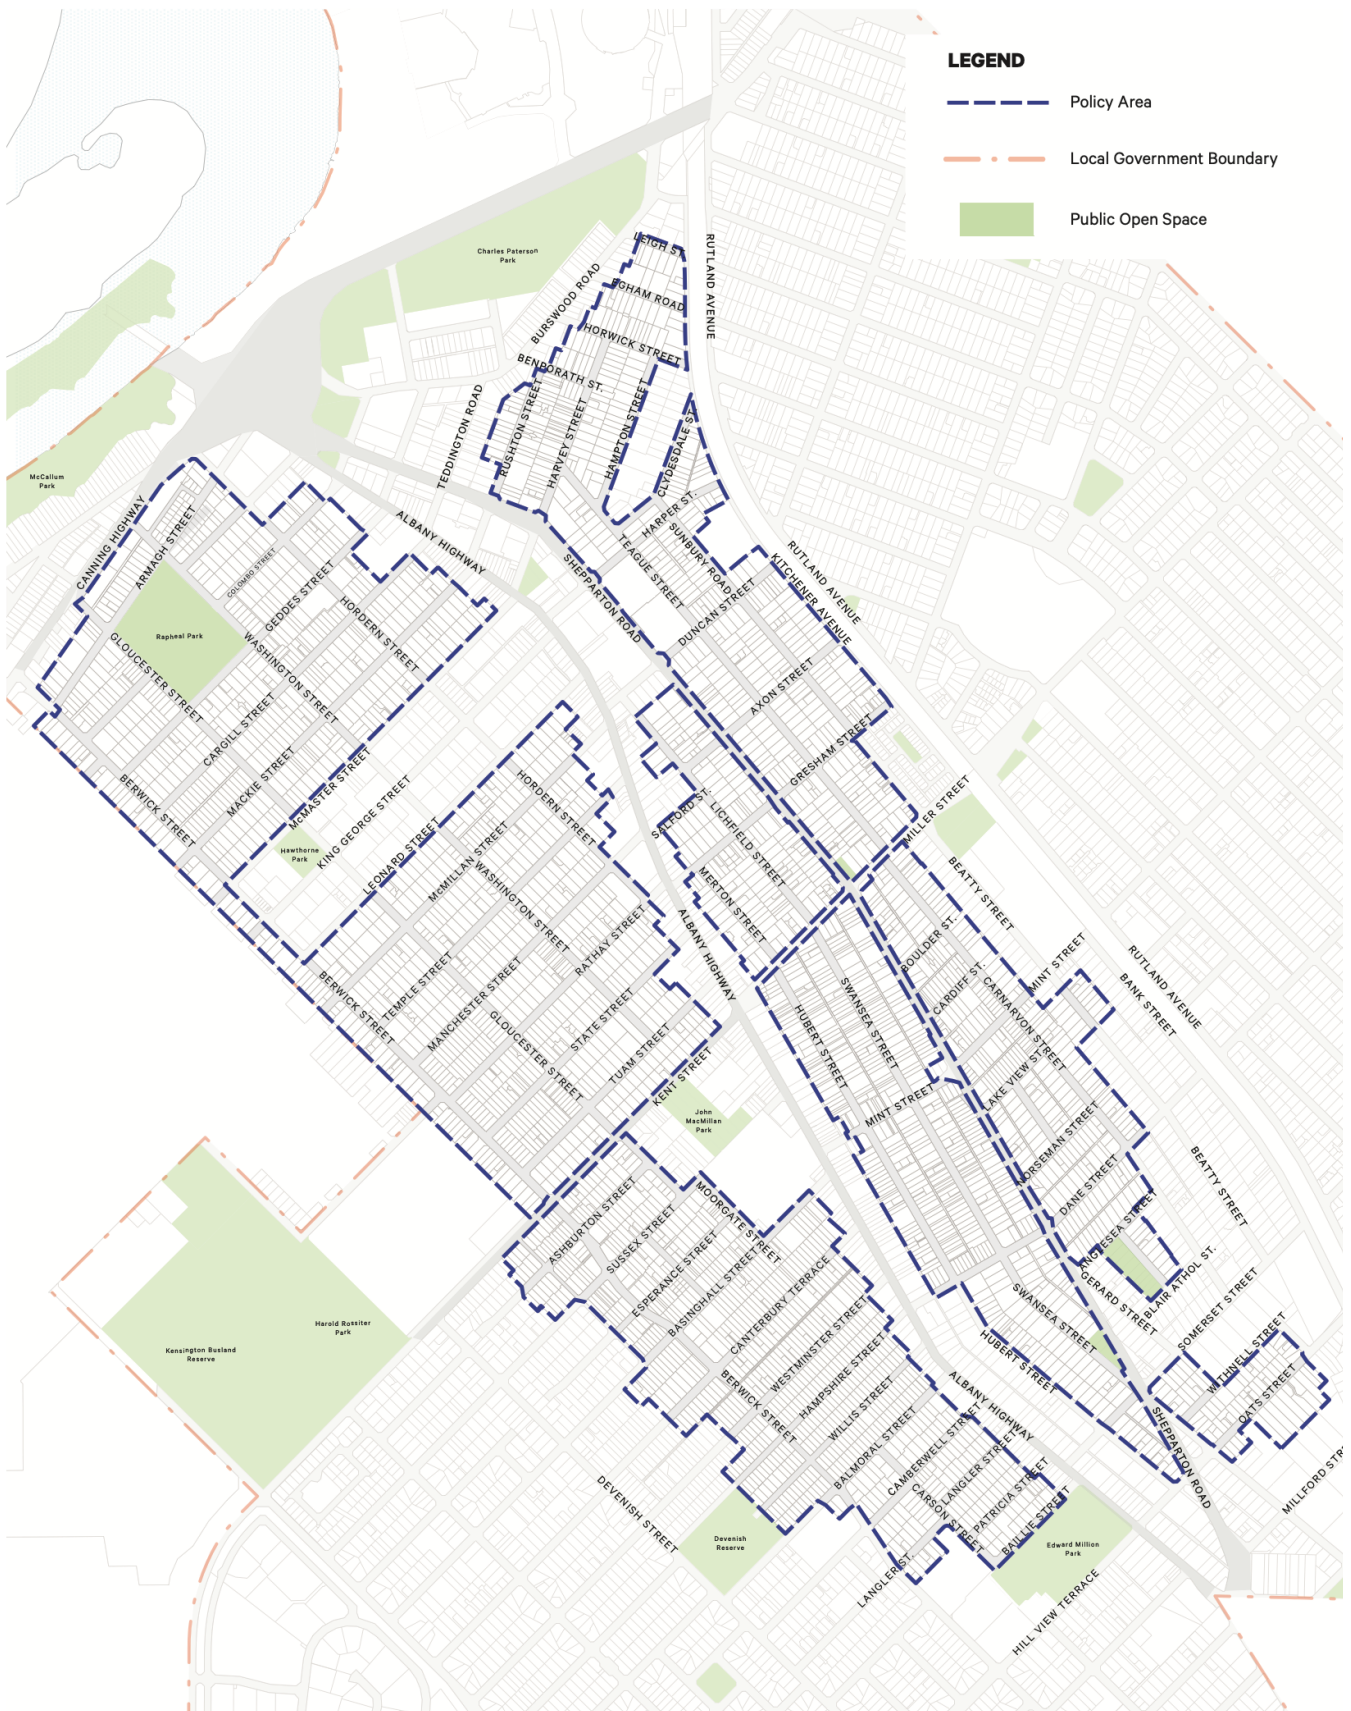 LEGEND
Policy Area
Local Government Boundary
Public Open Space
Charles Paterson
Park
LEIGH ST
RUTLAND AVENUE
BURSWOOD ROAD
EGHAM ROAD
HORWICK STREET
BENPORATH ST.
TEDDINGTON ROAD
RUSHTON STREET
HARVEY STREET
HAMPTON STREET
CLYDESDALE ST.
McCallum
Park
CANNING HIGHWAY
ARMAGH STREET
ALBANY HIGHWAY
HARPER ST.
SUNBURY ROAD
TEAGUE STREET
SHEPPARTON ROAD
RUTLAND AVENUE
KITCHENER AVENUE
COLOMBO STREET
GEDDES STREET
HORDERN STREET
DUNCAN STREET
Rapheal Park
GLOUCESTER STREET
WASHINGTON STREET
AXON STREET
CARGILL STREET
GRESHAM STREET
MACKIE STREET
McMASTER STREET
BERWICK STREET
KING GEORGE STREET
Hawthorne
Park
LEONARD STREET
HORDERN STREET
McMILLAN STREET
WASHINGTON STREET
SALFORD ST.
LICHFIELD STREET
MERTON STREET
MILLER STREET
BEATTY STREET
ALBANY HIGHWAY
RATHAY STREET
BOULDER ST.
CARDIFF ST.
CARNARVON STREET
MINT STREET
BANK STREET
RUTLAND AVENUE
BERWICK STREET
TEMPLE STREET
MANCHESTER STREET
GLOUCESTER STREET
STATE STREET
TUAM STREET
KENT STREET
SWANSEA STREET
HUBERT STREET
MINT STREET
LAKE VIEW ST.
John
MacMillan
Park
NORSEMAN STREET
DANE STREET
BEATTY STREET
ANGLESEA STREET
GERARD STREET
BLAIR ATHOL ST.
SOMERSET STREET
ASHBURTON STREET
SUSSEX STREET
MOORGATE STREET
ESPERANCE STREET
BASINGHALL STREET
CANTERBURY TERRACE
WESTMINSTER STREET
HAMPSHIRE STREET
WILLIS STREET
BERWICK STREET
BALMORAL STREET
SWANSEA STREET
HUBERT STREET
WITHNELL STREET
OATS STREET
ALBANY HIGHWAY
SHEPPARTON ROAD
Harold Rossiter
Park
Kensington Busland
Reserve
CAMBERWELL STREET
LANGLER STREET
CARSON STREET
PATRICIA STREET
BAILLIE STREET
MILLFORD STR
DEVENISH STREET
Devenish
Reserve
LANGLER ST.
Edward Million
Park
HILL VIEW TERRACE